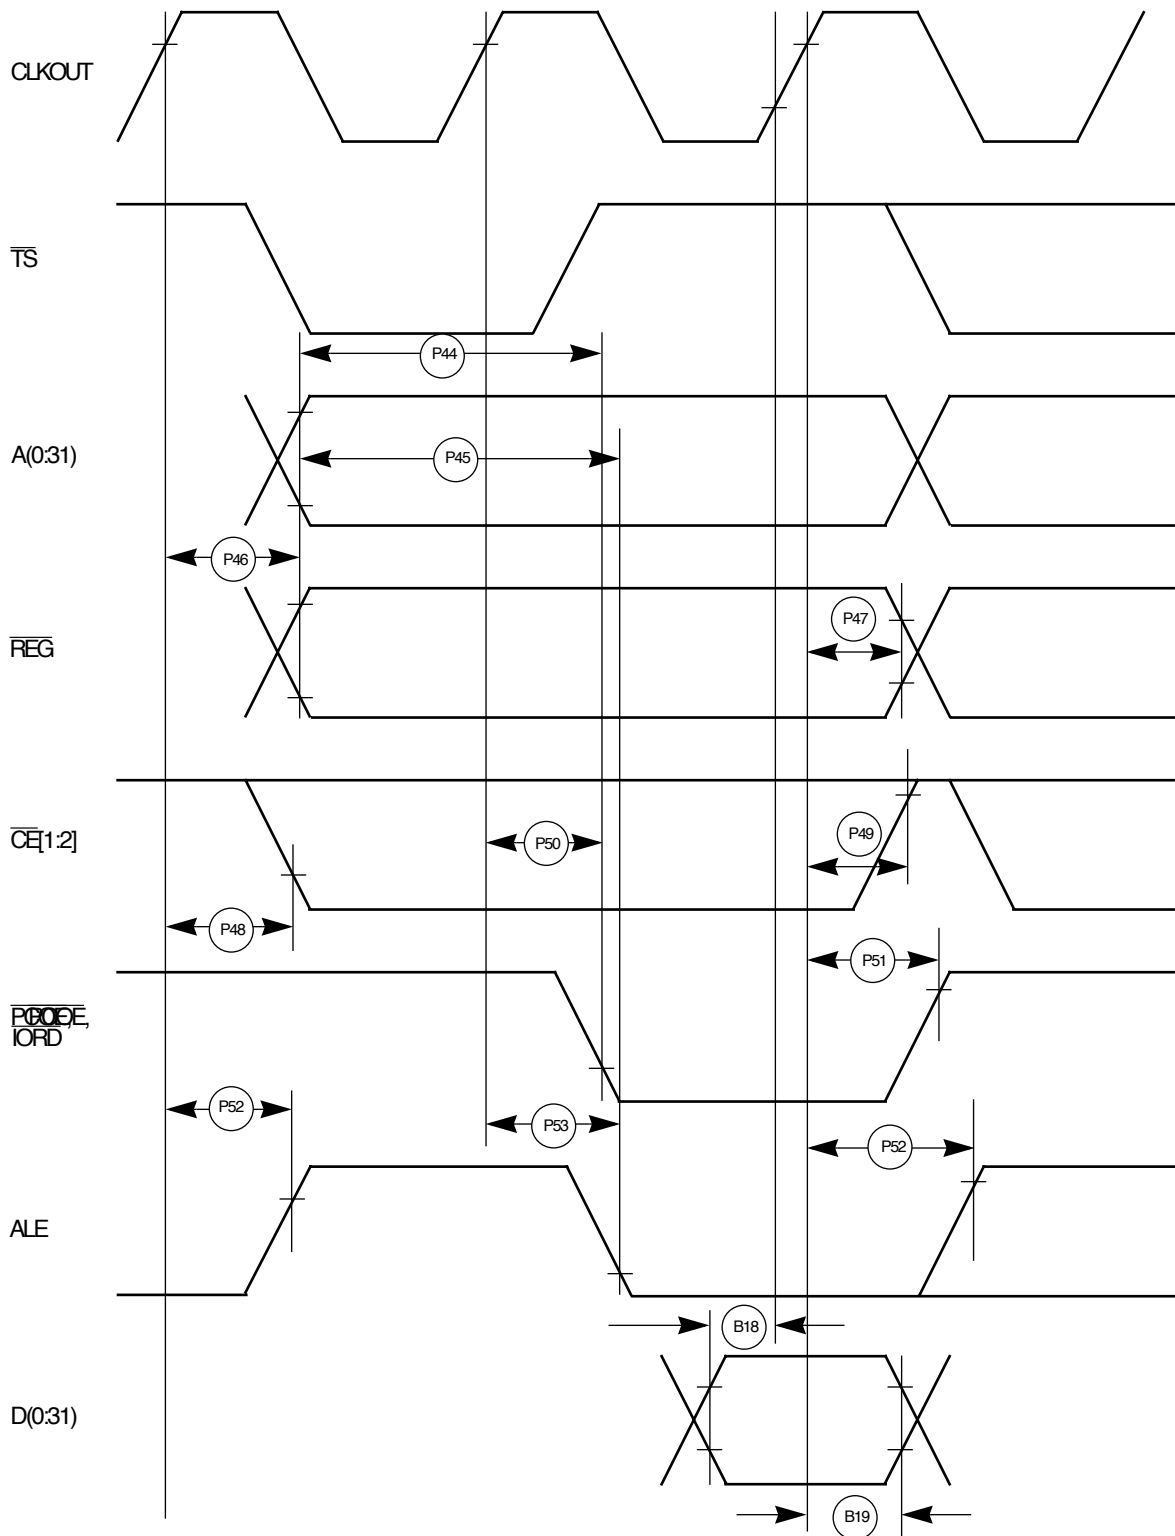 CLKOUT
TS
P44
A(0:31)
P45
P46
REG
P47
CE[1:2]
P50
P49
P48
P51
IORD
P52
P53
P52
ALE
B18
D(0:31)
B19